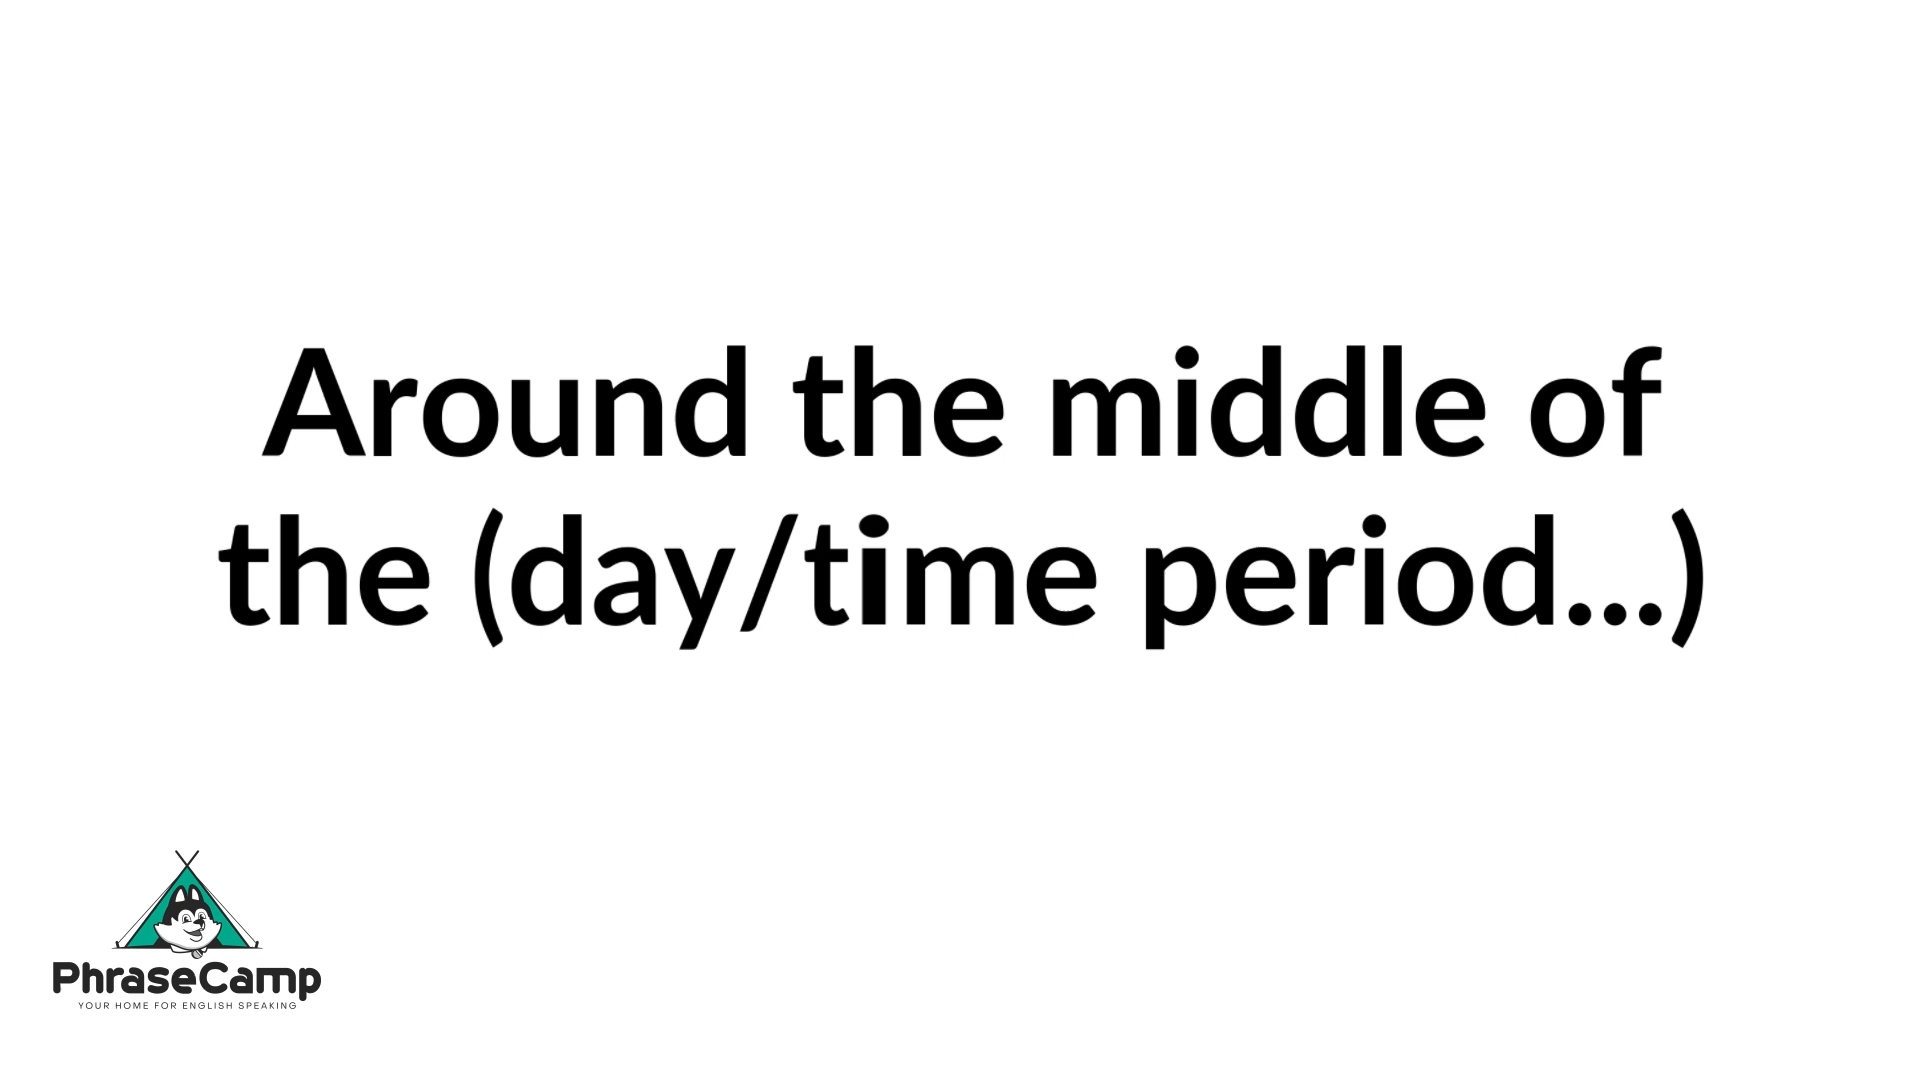 Around the middle of
the (day/time period...)
PhraseCamp
YOUR HOME FOR ENGLISH SPEAKING